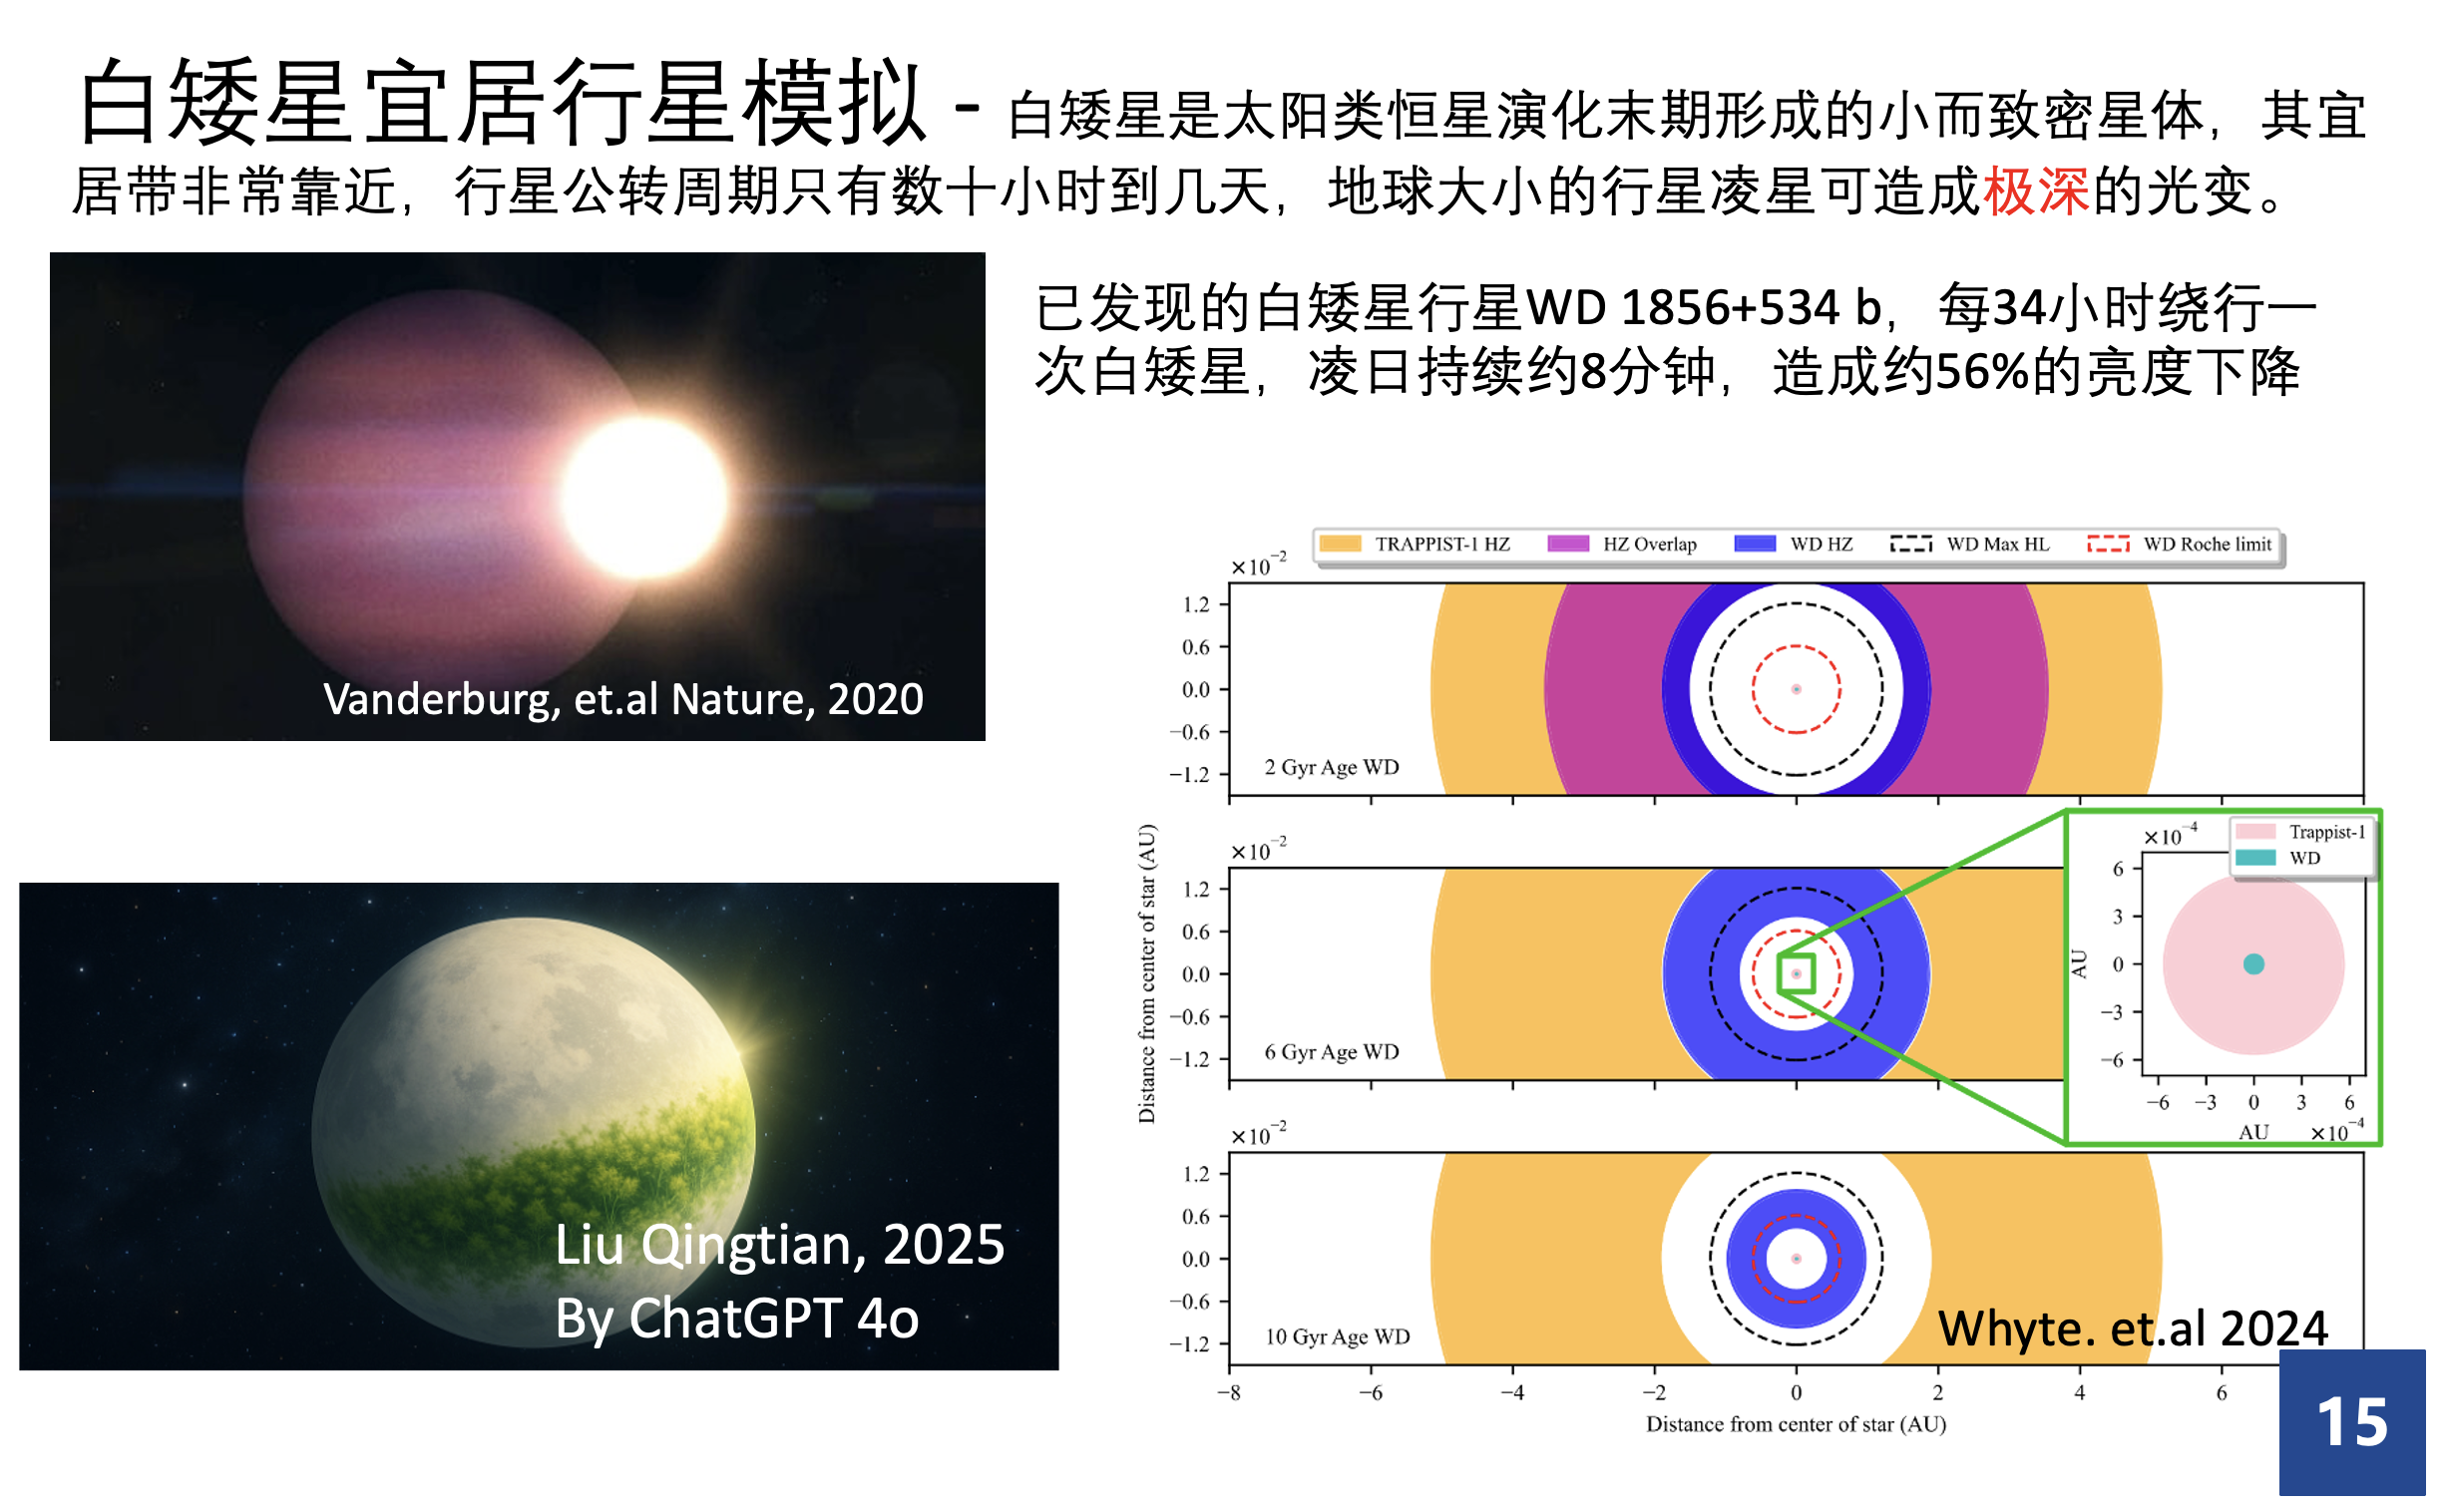 白矮星宜居行星模拟 - 白矮星是太阳类恒星演化末期形成的小而致密星体，其宜
居带非常靠近，行星公转周期只有数十小时到几天，地球大小的行星凌星可造成极深的光变。
Vanderburg, et.al Nature, 2020
已发现的白矮星行星WD 1856+534 b，每34小时绕行一
次白矮星，凌日持续约8分钟，造成约56%的亮度下降
Liu Qingtian, 2025
By ChatGPT 4o
TRAPPIST-1 HZ HZ Overlap WD HZ WD Max HL WD Roche limit
×10⁻²
1.2
0.6
0.0
−0.6
−1.2
2 Gyr Age WD
Distance from center of star (AU)
×10⁻²
1.2
0.6
0.0
−0.6
−1.2
6 Gyr Age WD
Trappist-1
WD
×10⁻⁴
6
3
0
−3
−6
AU
−6 −3 0 3 6
AU ×10⁻⁴
×10⁻²
1.2
0.6
0.0
−0.6
−1.2
10 Gyr Age WD
Whyte. et.al 2024
−8 −6 −4 −2 0 2 4 6
Distance from center of star (AU)
15